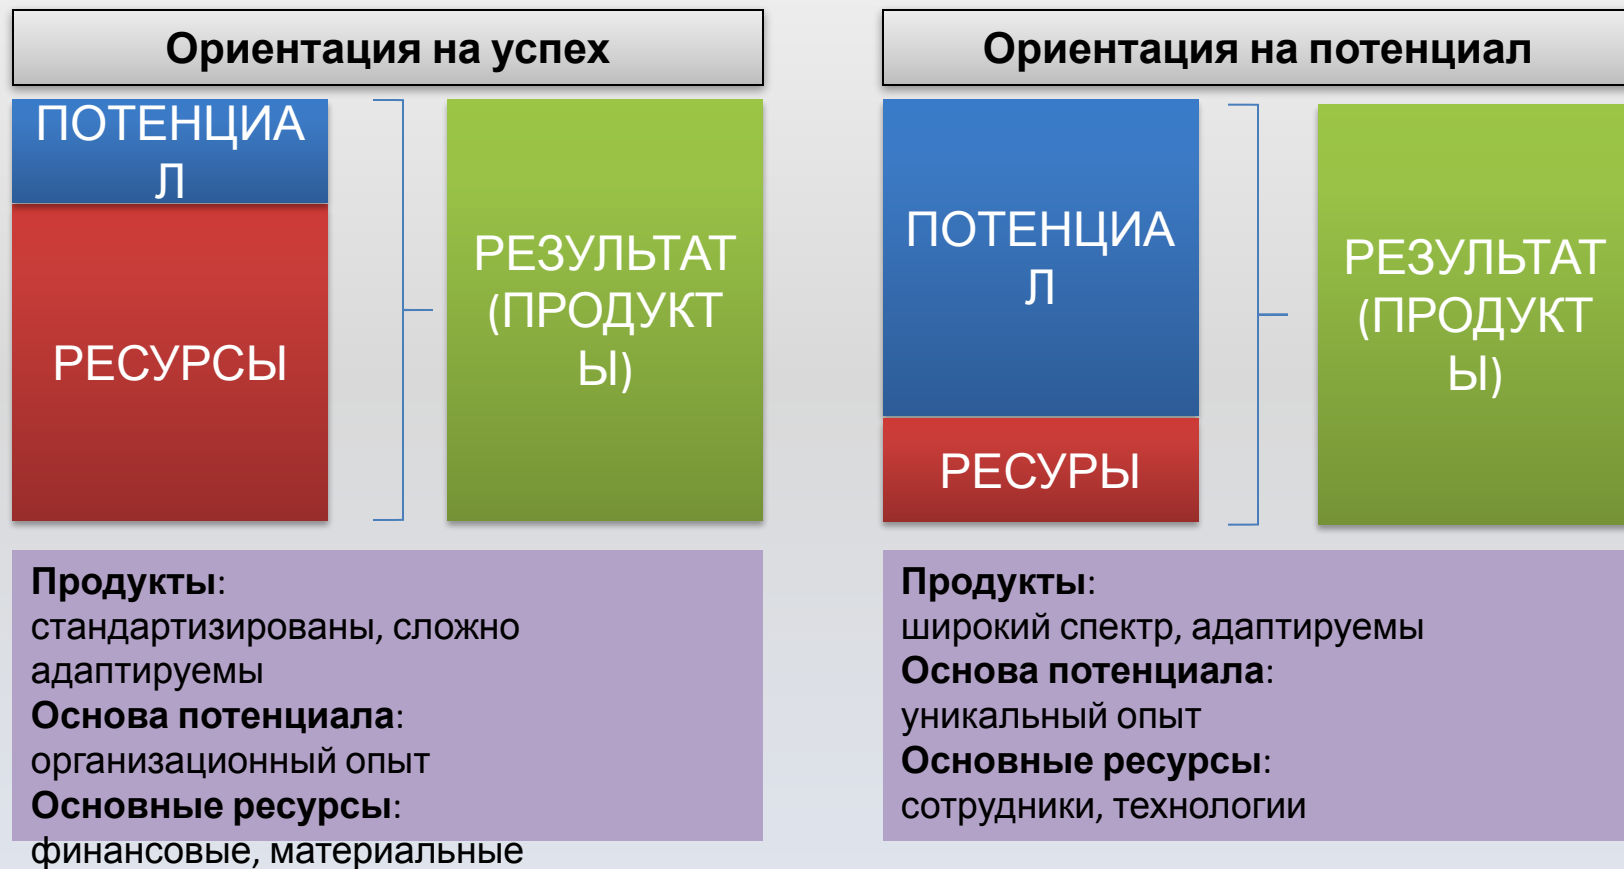 Ориентация на успех
ПОТЕНЦИА
Л
РЕСУРСЫ
РЕЗУЛЬТАТ
(ПРОДУКТ
Ы)
Продукты:
стандартизированы, сложно
адаптируемы
Основа потенциала:
организационный опыт
Основные ресурсы:
финансовые, материальные
Ориентация на потенциал
ПОТЕНЦИА
Л
РЕСУРЫ
РЕЗУЛЬТАТ
(ПРОДУКТ
Ы)
Продукты:
широкий спектр, адаптируемы
Основа потенциала:
уникальный опыт
Основные ресурсы:
сотрудники, технологии